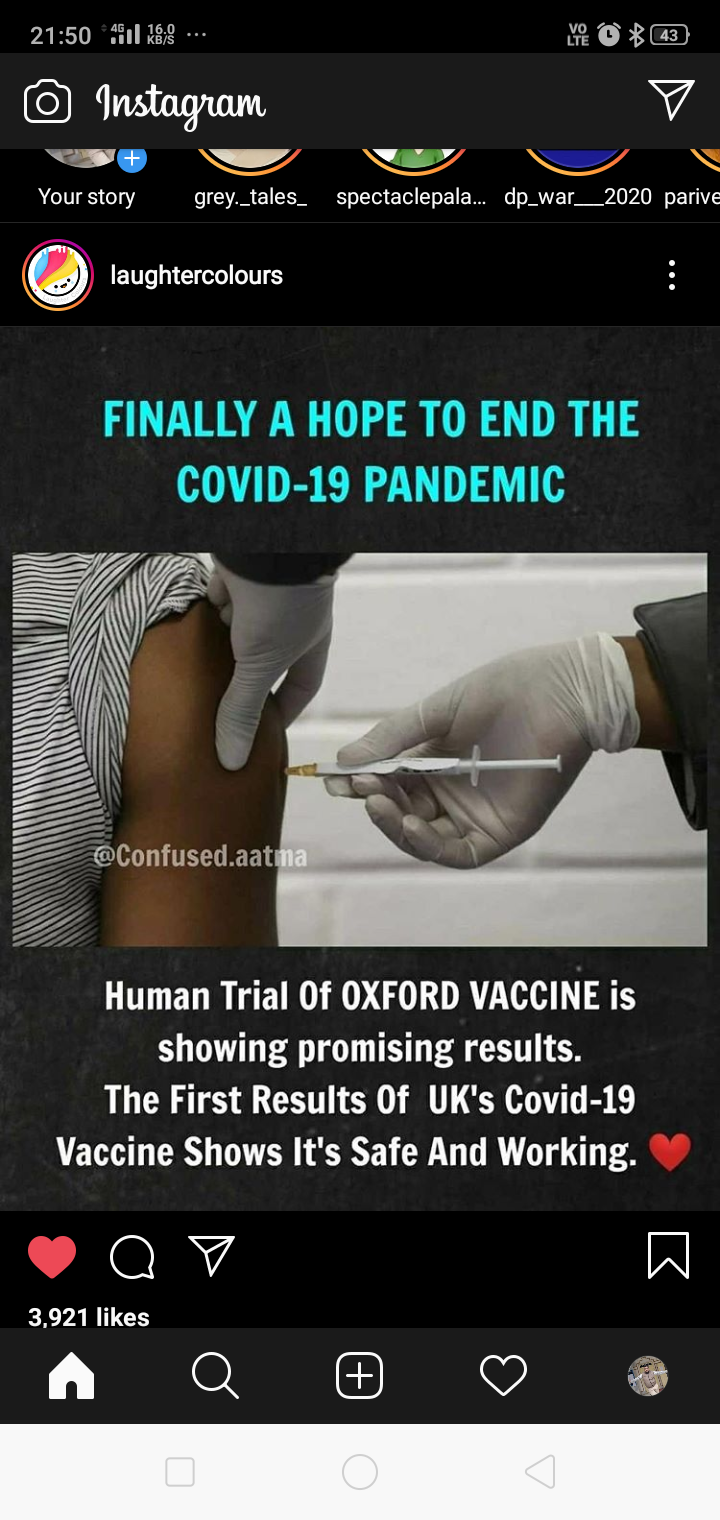 21:50 4G 16.0 KB/S ... VO LTE 43
Instagram
Your story grey._tales_ spectaclepala... dp_war___2020 parive
laughtercolours
FINALLY A HOPE TO END THE
COVID-19 PANDEMIC
@Confused.aatma
Human Trial Of OXFORD VACCINE is
showing promising results.
The First Results Of UK's Covid-19
Vaccine Shows It's Safe And Working. ❤️
3,921 likes